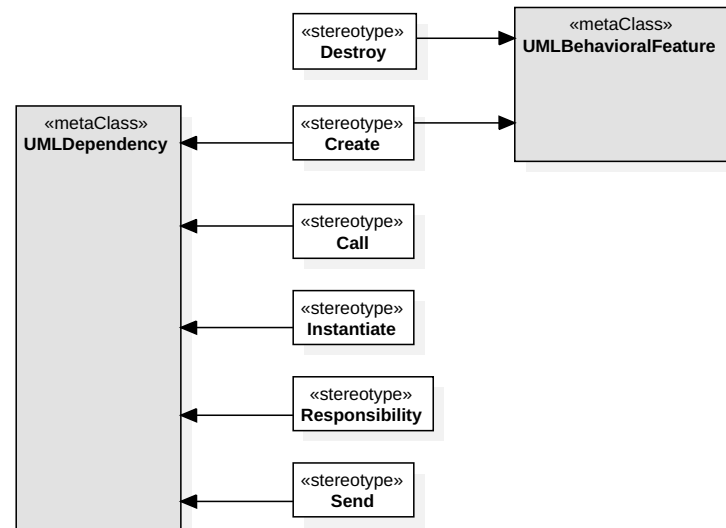 «stereotype»
Destroy
«metaClass»
UMLBehavioralFeature
«metaClass»
UMLDependency
«stereotype»
Create
«stereotype»
Call
«stereotype»
Instantiate
«stereotype»
Responsibility
«stereotype»
Send